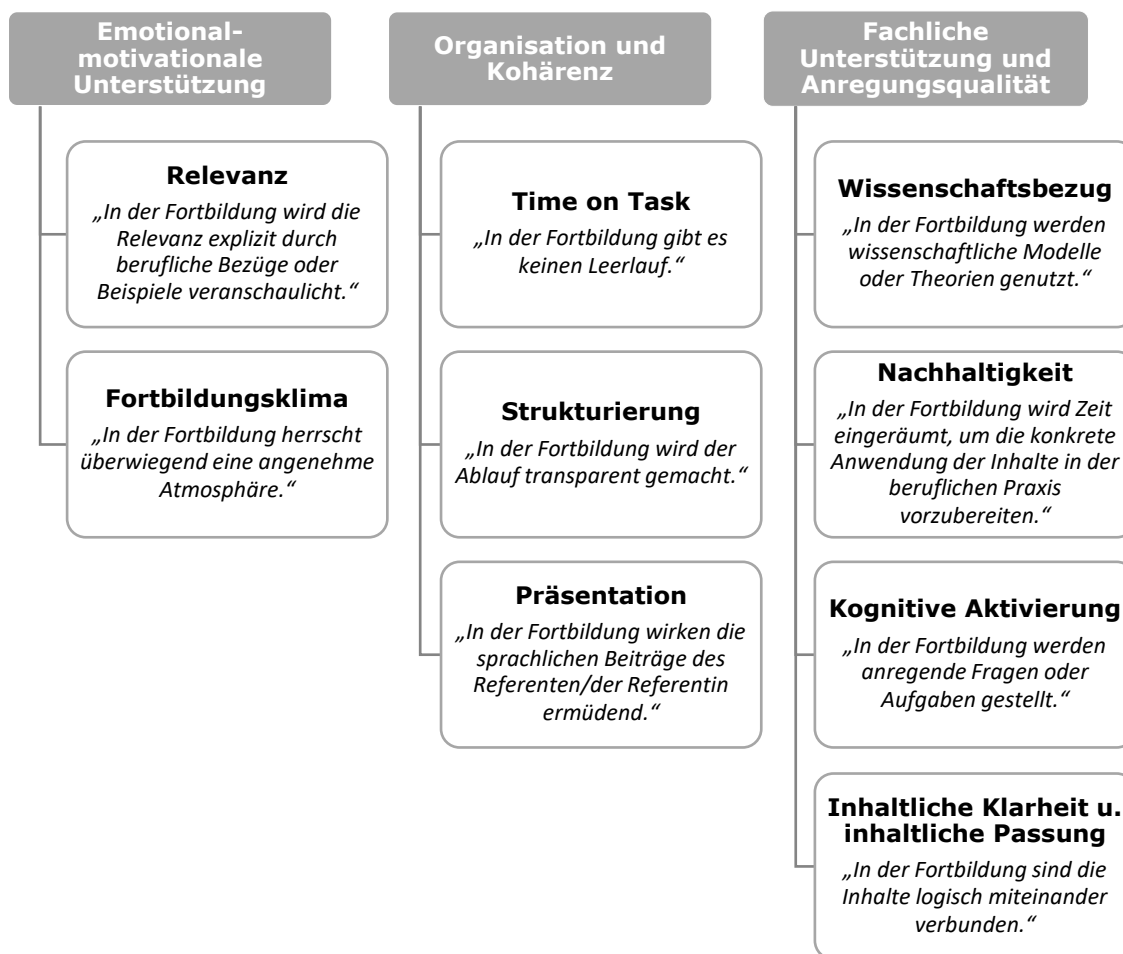 Emotional-
motivationale
Unterstützung
Relevanz
„In der Fortbildung wird die
Relevanz explizit durch
berufliche Bezüge oder
Beispiele veranschaulicht.“
Fortbildungsklima
„In der Fortbildung herrscht
überwiegend eine angenehme
Atmosphäre.“
Organisation und
Kohärenz
Time on Task
„In der Fortbildung gibt es
keinen Leerlauf.“
Strukturierung
„In der Fortbildung wird der
Ablauf transparent gemacht.“
Präsentation
„In der Fortbildung wirken die
sprachlichen Beiträge des
Referenten/der Referentin
ermüdend.“
Fachliche
Unterstützung und
Anregungsqualität
Wissenschaftsbezug
„In der Fortbildung werden
wissenschaftliche Modelle
oder Theorien genutzt.“
Nachhaltigkeit
„In der Fortbildung wird Zeit
eingeräumt, um die konkrete
Anwendung der Inhalte in der
beruflichen Praxis
vorzubereiten.“
Kognitive Aktivierung
„In der Fortbildung werden
anregende Fragen oder
Aufgaben gestellt.“
Inhaltliche Klarheit u.
inhaltliche Passung
„In der Fortbildung sind die
Inhalte logisch miteinander
verbunden.“